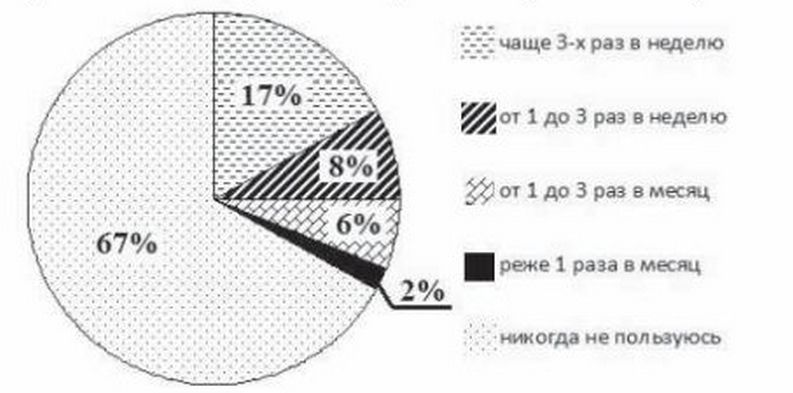 17%
8%
6%
67%
2%
чаще 3-х раз в неделю
от 1 до 3 раз в неделю
от 1 до 3 раз в месяц
реже 1 раза в месяц
никогда не пользуюсь